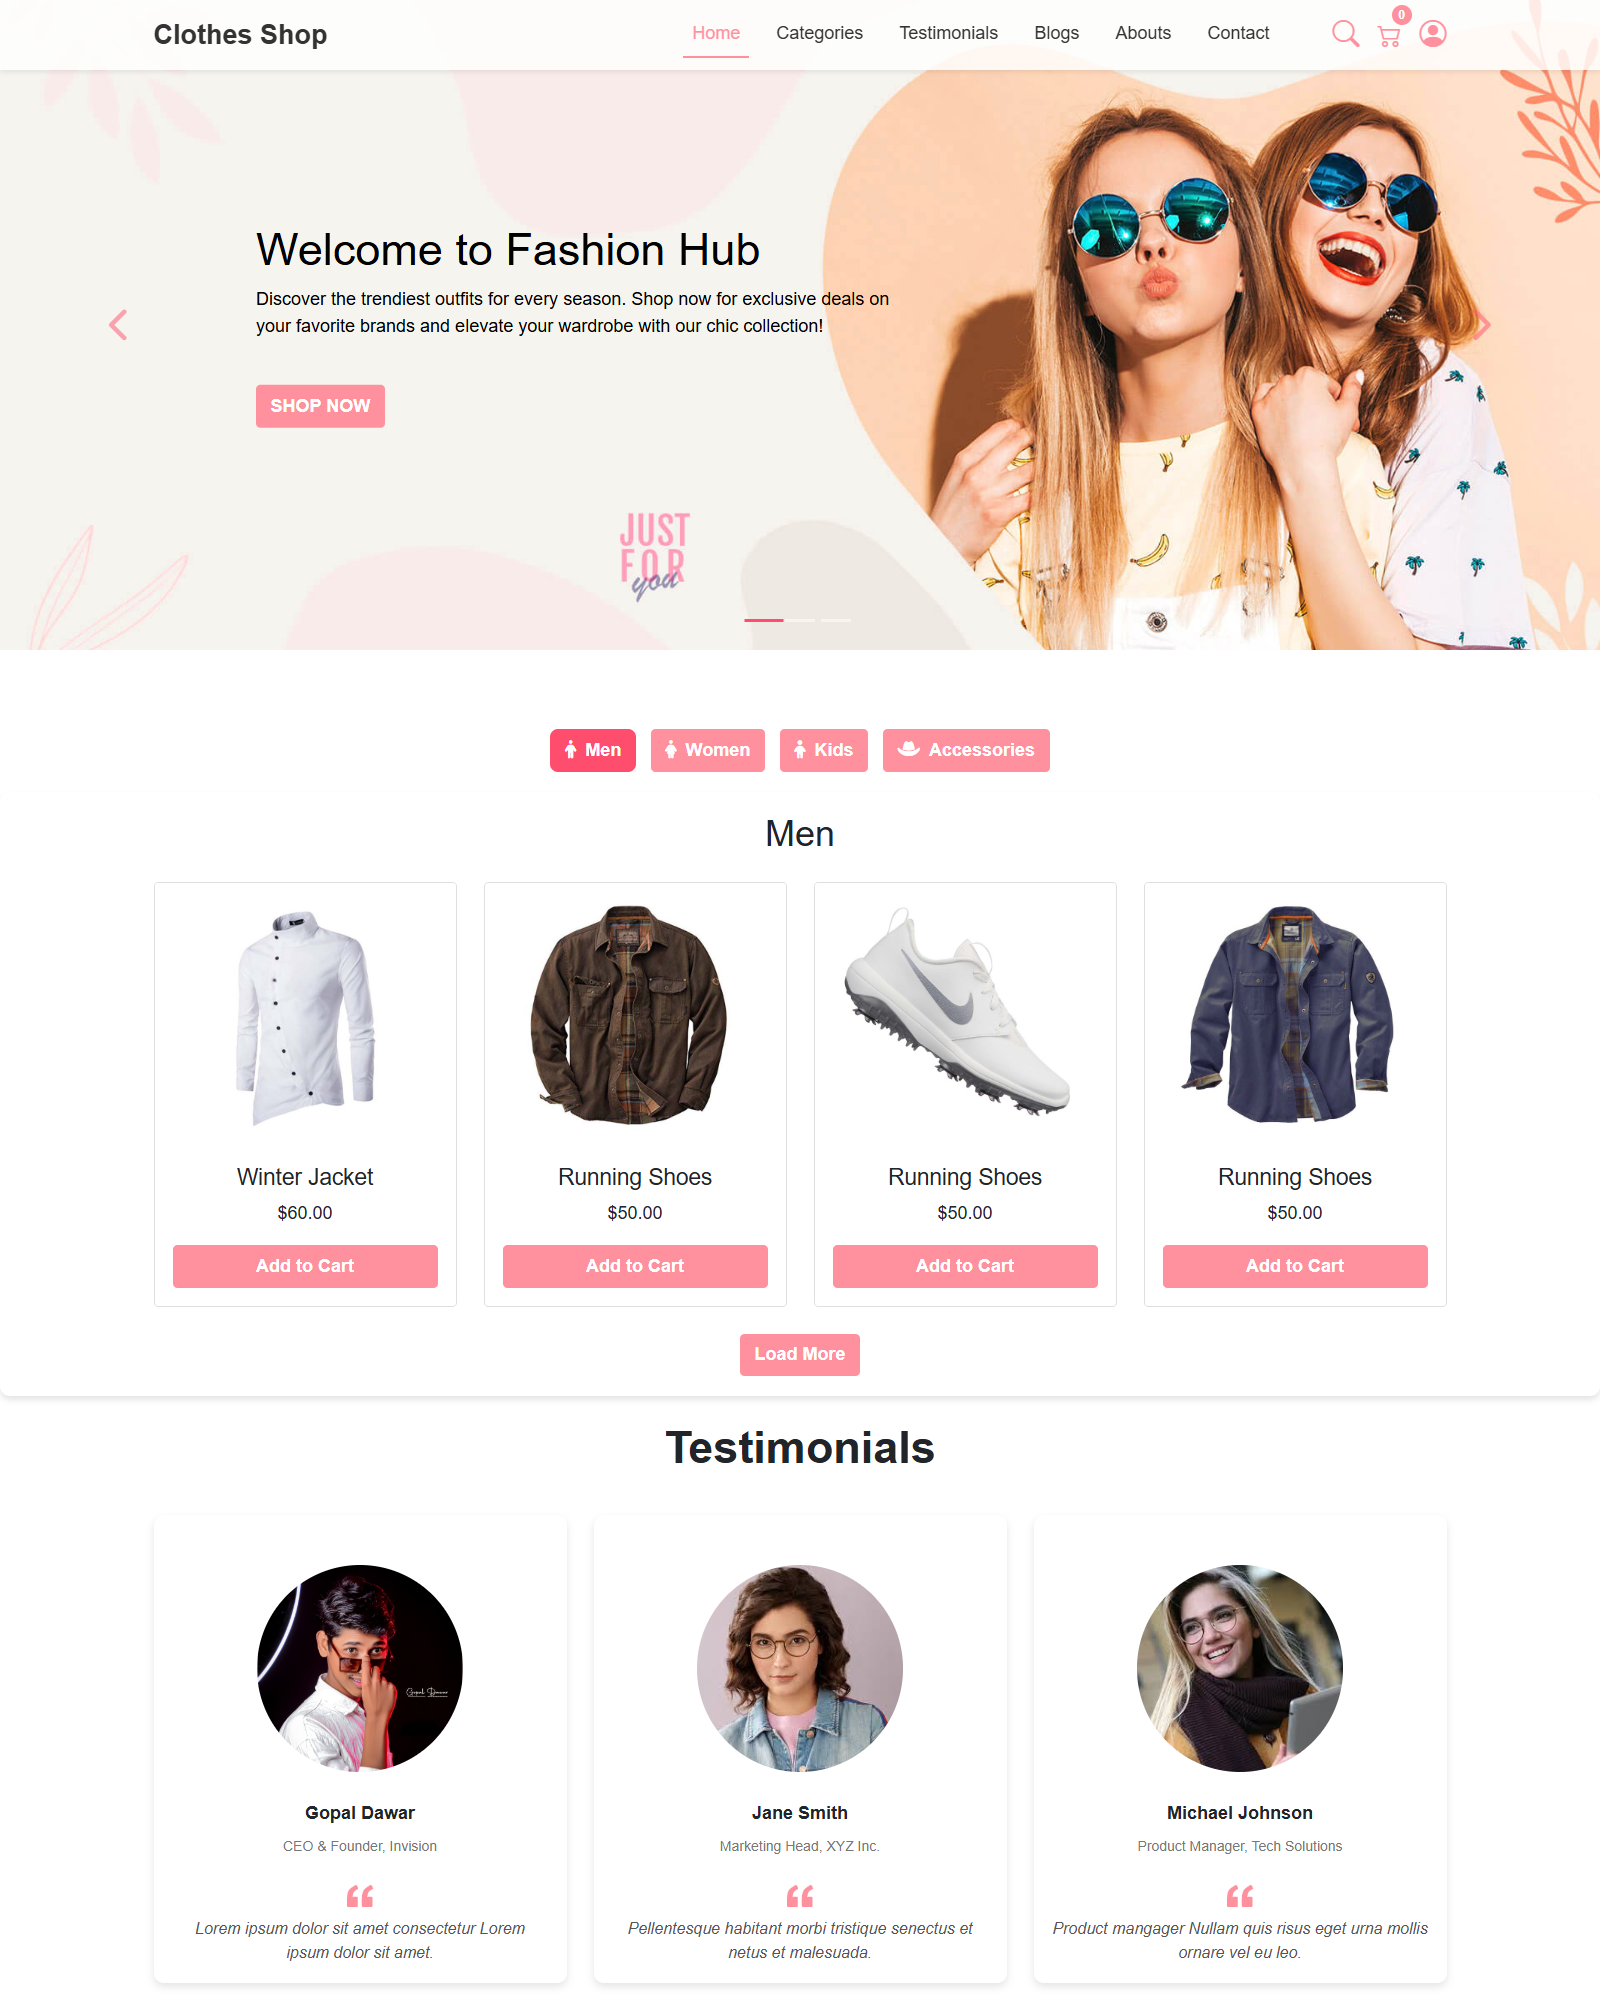 Clothes Shop
Home Categories Testimonials Blogs Abouts Contact
0
Welcome to Fashion Hub
Discover the trendiest outfits for every season. Shop now for exclusive deals on
your favorite brands and elevate your wardrobe with our chic collection!
SHOP NOW
JUST
FOR
you
Men Women Kids Accessories
Men
Winter Jacket Running Shoes Running Shoes Running Shoes
$60.00 $50.00 $50.00 $50.00
Add to Cart Add to Cart Add to Cart Add to Cart
Load More
Testimonials
Gopal Dawar
Gopal Dawar
CEO & Founder, Invision
Lorem ipsum dolor sit amet consectetur Lorem
ipsum dolor sit amet.
Jane Smith
Marketing Head, XYZ Inc.
Pellentesque habitant morbi tristique senectus et
netus et malesuada.
Michael Johnson
Product Manager, Tech Solutions
Product mangager Nullam quis risus eget urna mollis
ornare vel eu leo.